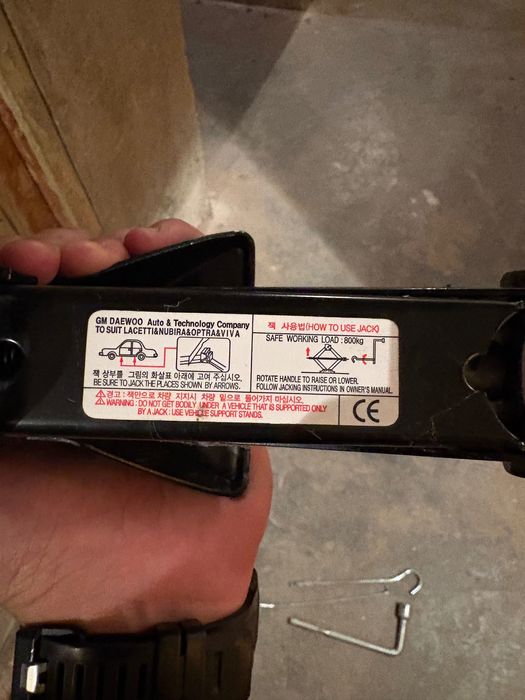 GM DAEWOO Auto & Technology Company
TO SUIT LACETTI&NUBIRA&OPTRA&VIVA
잭 상부를 그림의 화살표 아래에 고여 주십시오.
BE SURE TO JACK THE PLACES SHOWN BY ARROWS.
잭 사용법(HOW TO USE JACK)
SAFE WORKING LOAD : 800kg
ROTATE HANDLE TO RAISE OR LOWER.
FOLLOW JACKING INSTRUCTIONS IN OWNER'S MANUAL.
경고 : 잭만으로 차량 지지시 차량 밑으로 들어가지 마십시오.
WARNING : DO NOT GET BODILY UNDER A VEHICLE THAT IS SUPPORTED ONLY
BY A JACK : USE VEHICLE SUPPORT STANDS.
CE